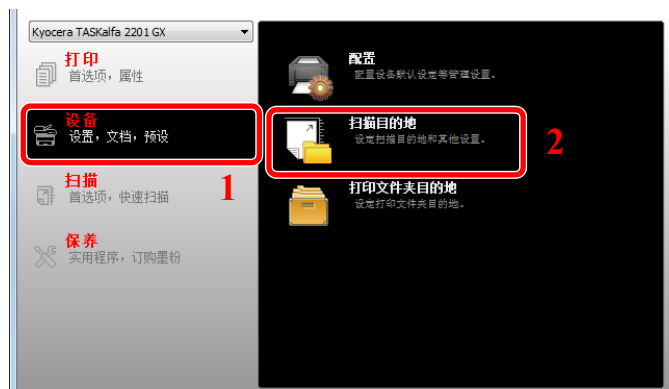 Kyocera TASKalfa 2201 GX
打印
首选项，属性
设备
设置，文档，预设
1
扫描
首选项，快速扫描
保养
实用程序，订购墨粉
配置
配置设备默认设定等管理设置。
扫描目的地
设定扫描目的地和其他设置。
2
打印文件夹目的地
设定打印文件夹目的地。